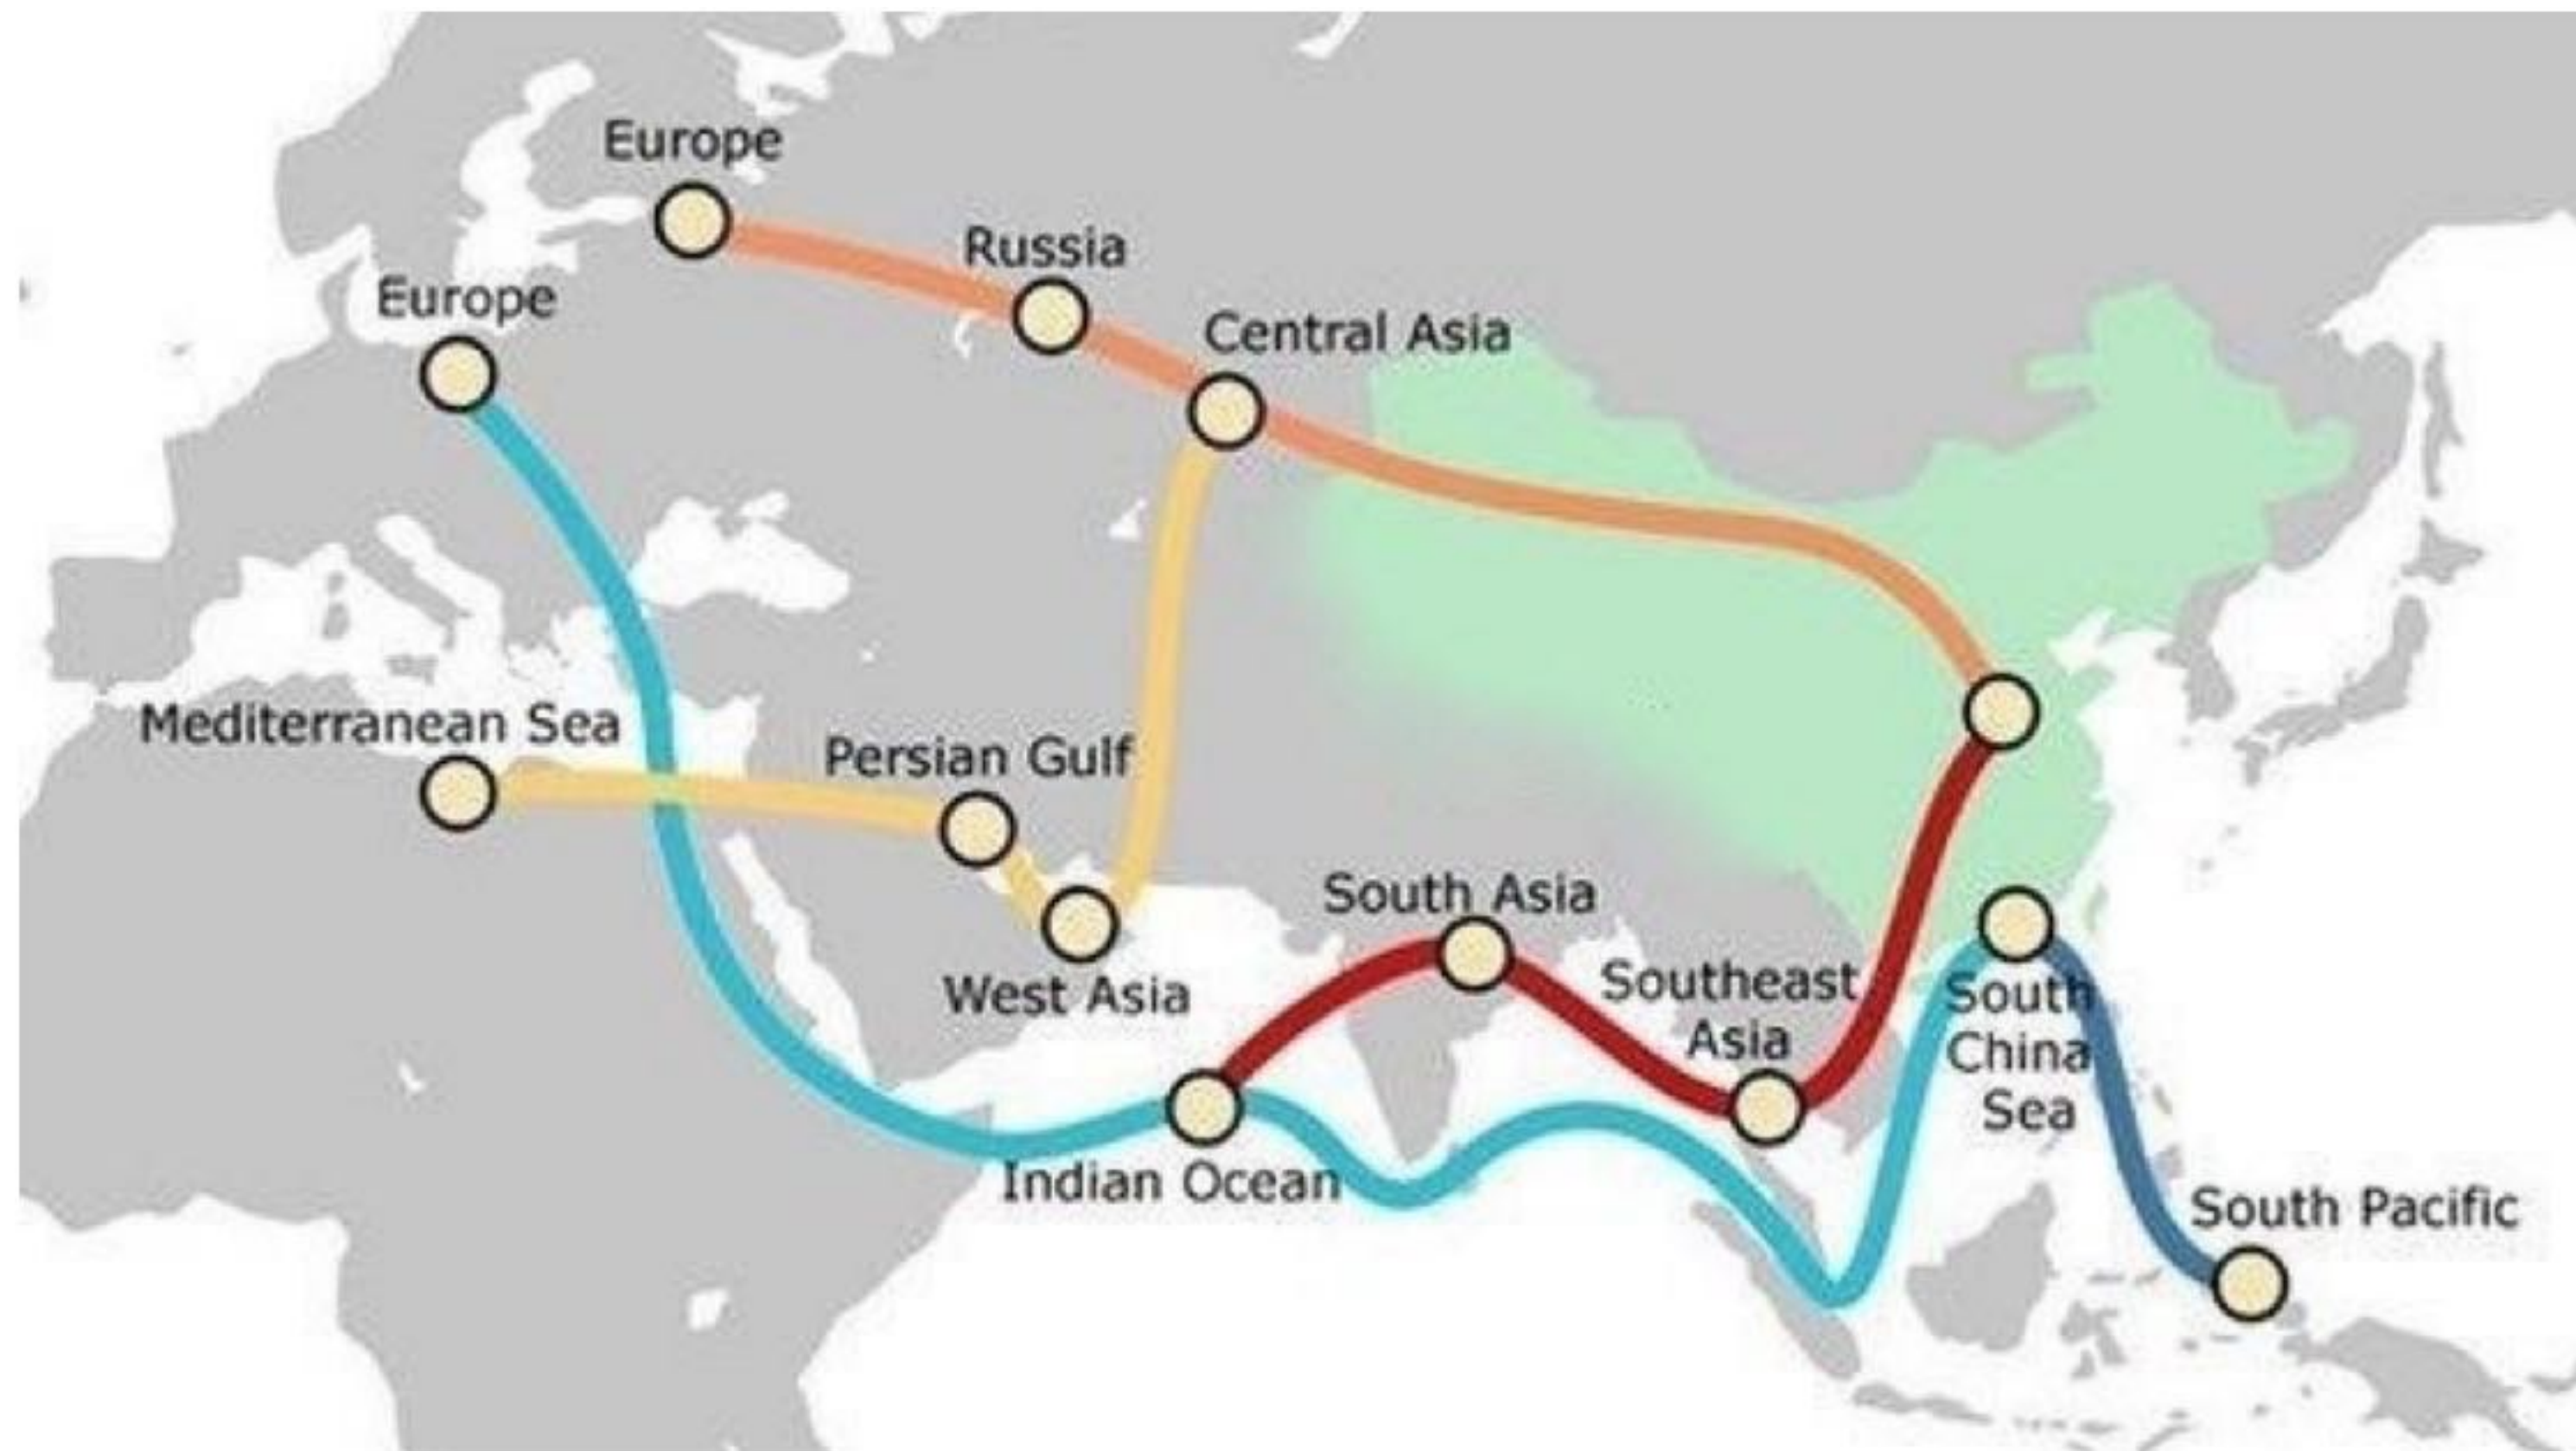 Europe
Russia
Europe
Central Asia
Mediterranean Sea
Persian Gulf
South Asia
West Asia
Southeast
Asia
South
China
Sea
Indian Ocean
South Pacific